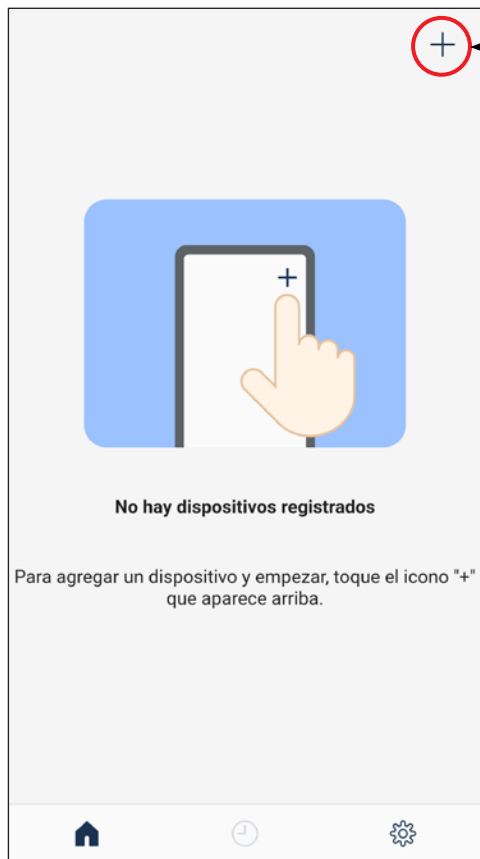 No hay dispositivos registrados
Para agregar un dispositivo y empezar, toque el icono "+"
que aparece arriba.